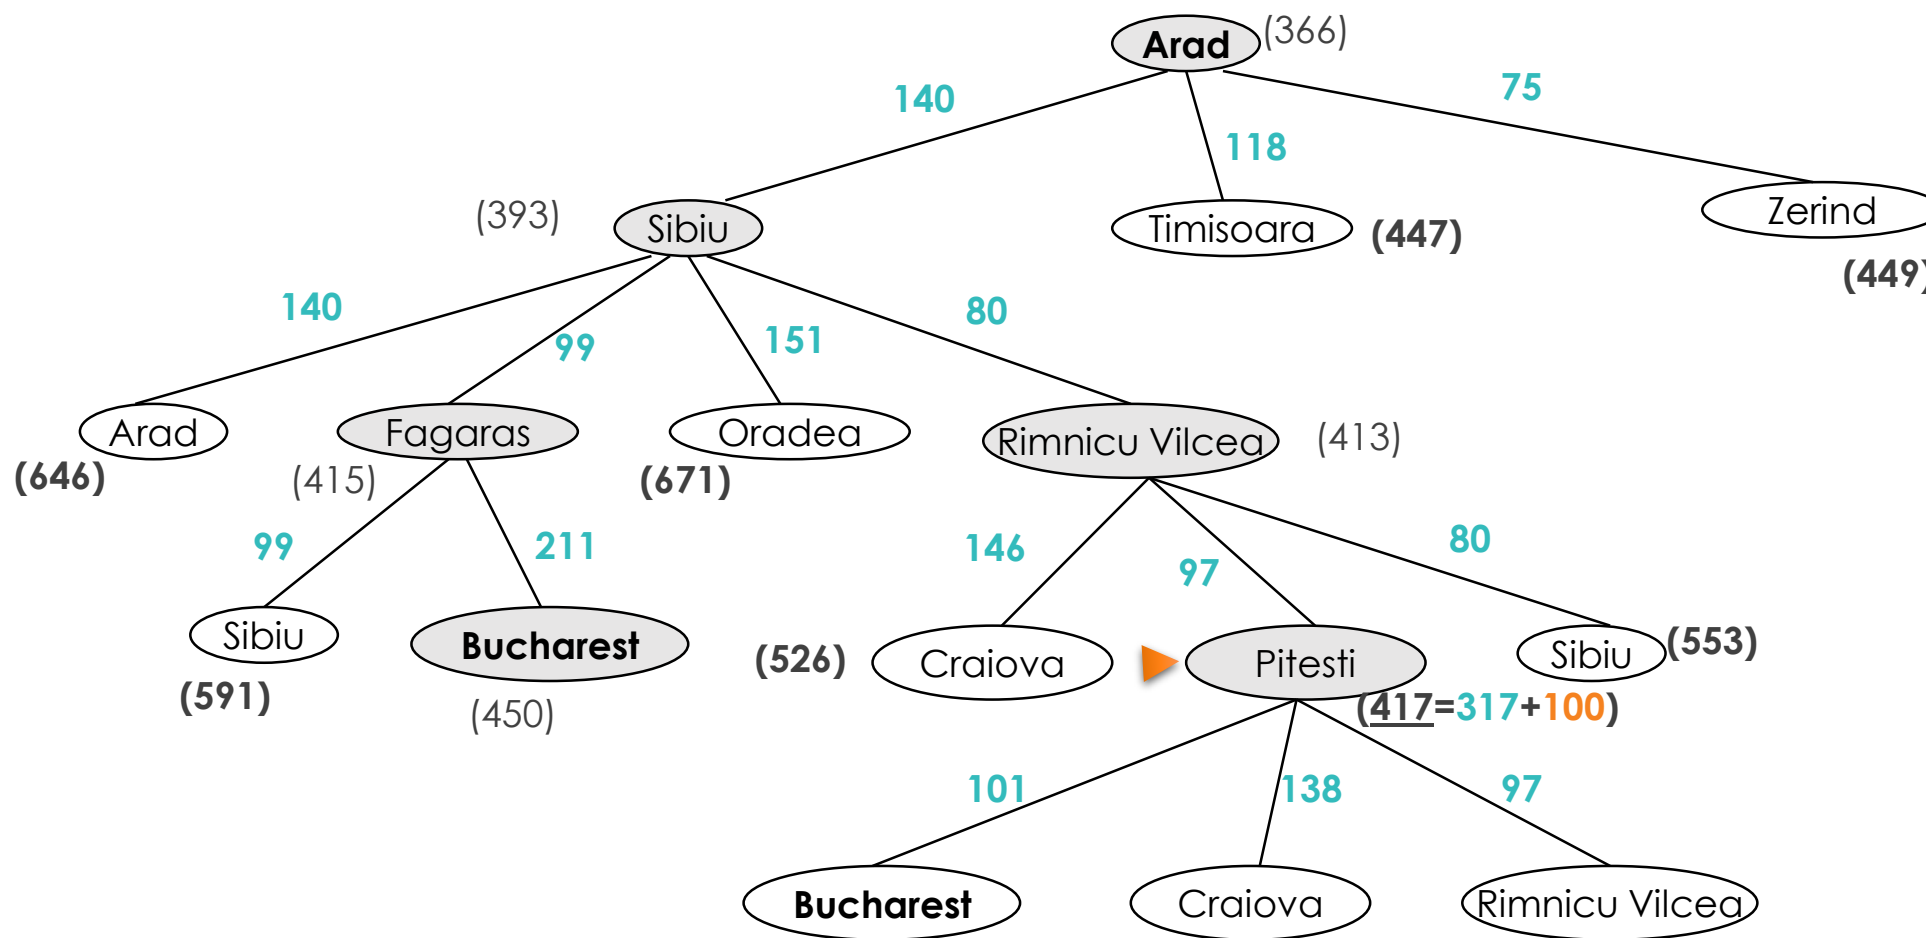 Arad (366)
140
118
75
(393) Sibiu
Timisoara (447)
Zerind
(449)
140
99
151
80
Arad
(646)
Fagaras
(415)
Oradea
(671)
Rimnicu Vilcea (413)
99
211
146
97
80
Sibiu
(591)
Bucharest
(450)
(526) Craiova
Pitesti
(417=317+100)
Sibiu (553)
101
138
97
Bucharest
Craiova
Rimnicu Vilcea